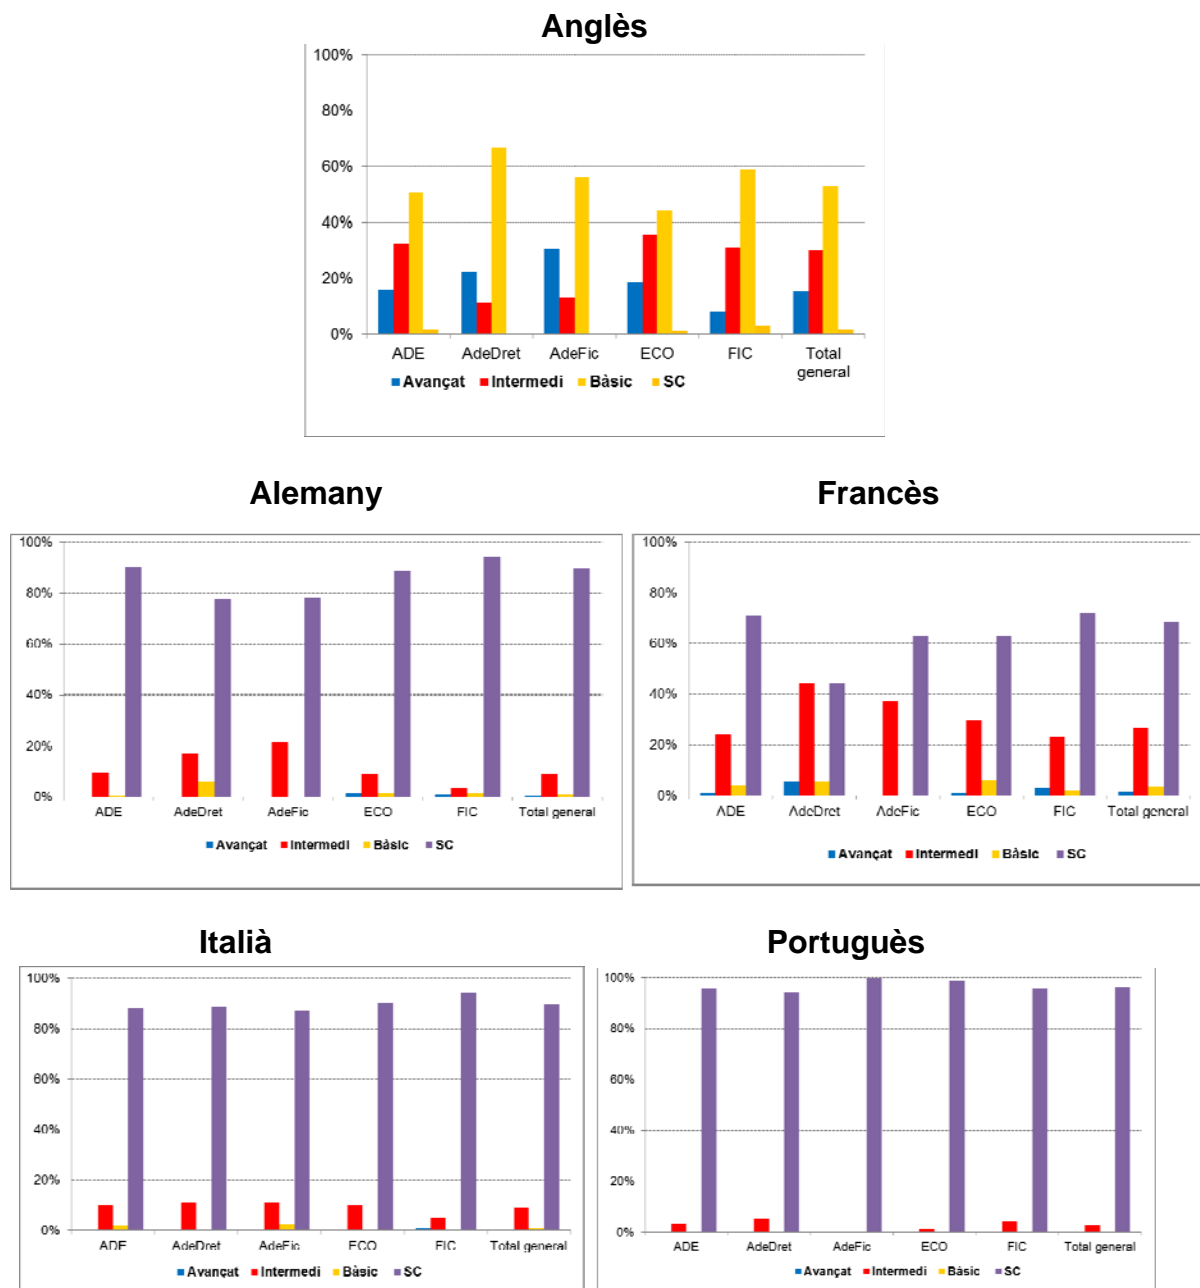 Anglès
100%
80%
60%
40%
20%
0%
ADE AdeDret AdeFic ECO FIC Total general
Avançat Intermedi Bàsic SC
Alemany
100%
80%
60%
40%
20%
0%
ADE AdeDret AdeFic ECO FIC Total general
Avançat Intermedi Bàsic SC
Francès
100%
80%
60%
40%
20%
0%
ADE AdeDret AdeFic ECO FIC Total general
Avançat Intermedi Bàsic SC
Italià
100%
80%
60%
40%
20%
0%
ADE AdeDret AdeFic ECO FIC Total general
Avançat Intermedi Bàsic SC
Portuguès
100%
80%
60%
40%
20%
0%
ADE AdeDret AdeFic ECO FIC Total general
Avançat Intermedi Bàsic SC